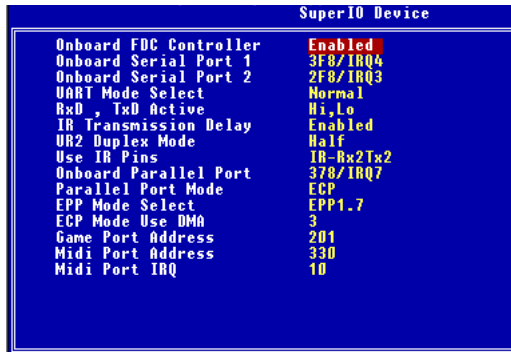 SuperIO Device
Onboard FDC Controller Enabled
Onboard Serial Port 1 3F8/IRQ4
Onboard Serial Port 2 2F8/IRQ3
UART Mode Select Normal
RxD , TxD Active Hi,Lo
IR Transmission Delay Enabled
UR2 Duplex Mode Half
Use IR Pins IR-Rx2Tx2
Onboard Parallel Port 378/IRQ7
Parallel Port Mode ECP
EPP Mode Select EPP1.7
ECP Mode Use DMA 3
Game Port Address 201
Midi Port Address 330
Midi Port IRQ 10